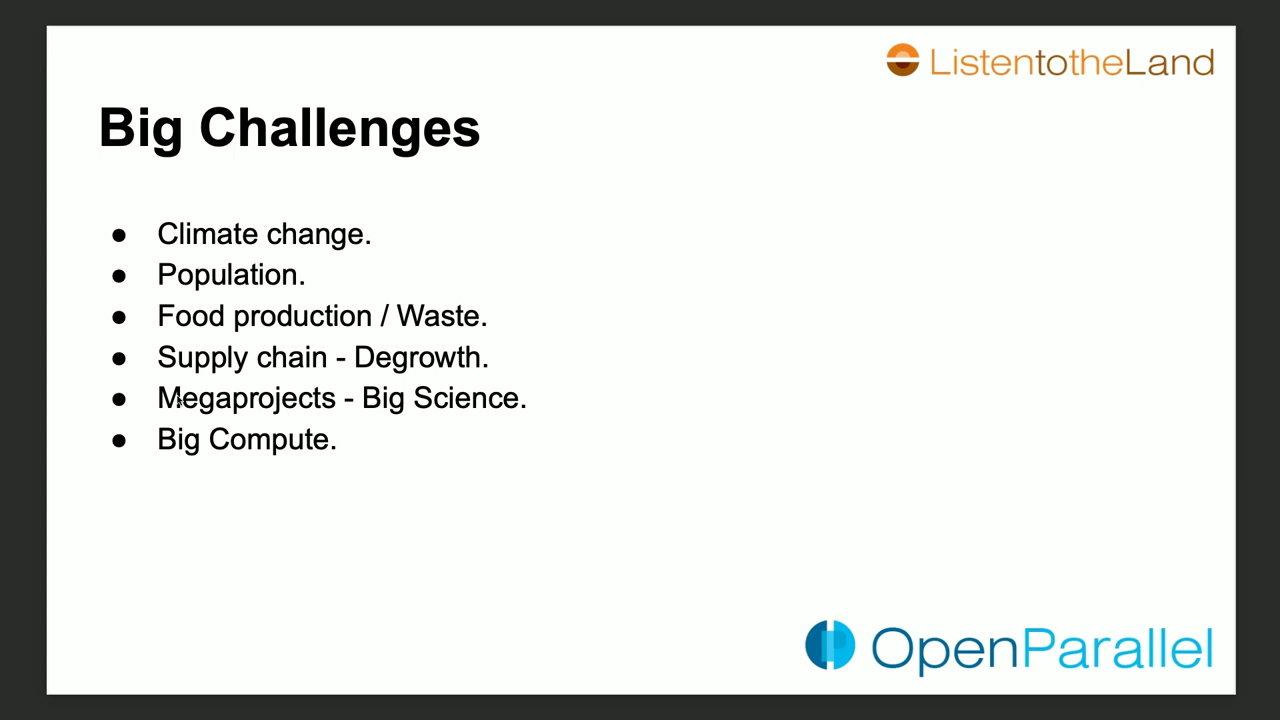 ListentotheLand
Big Challenges
● Climate change.
● Population.
● Food production / Waste.
● Supply chain - Degrowth.
● Megaprojects - Big Science.
● Big Compute.
OpenParallel